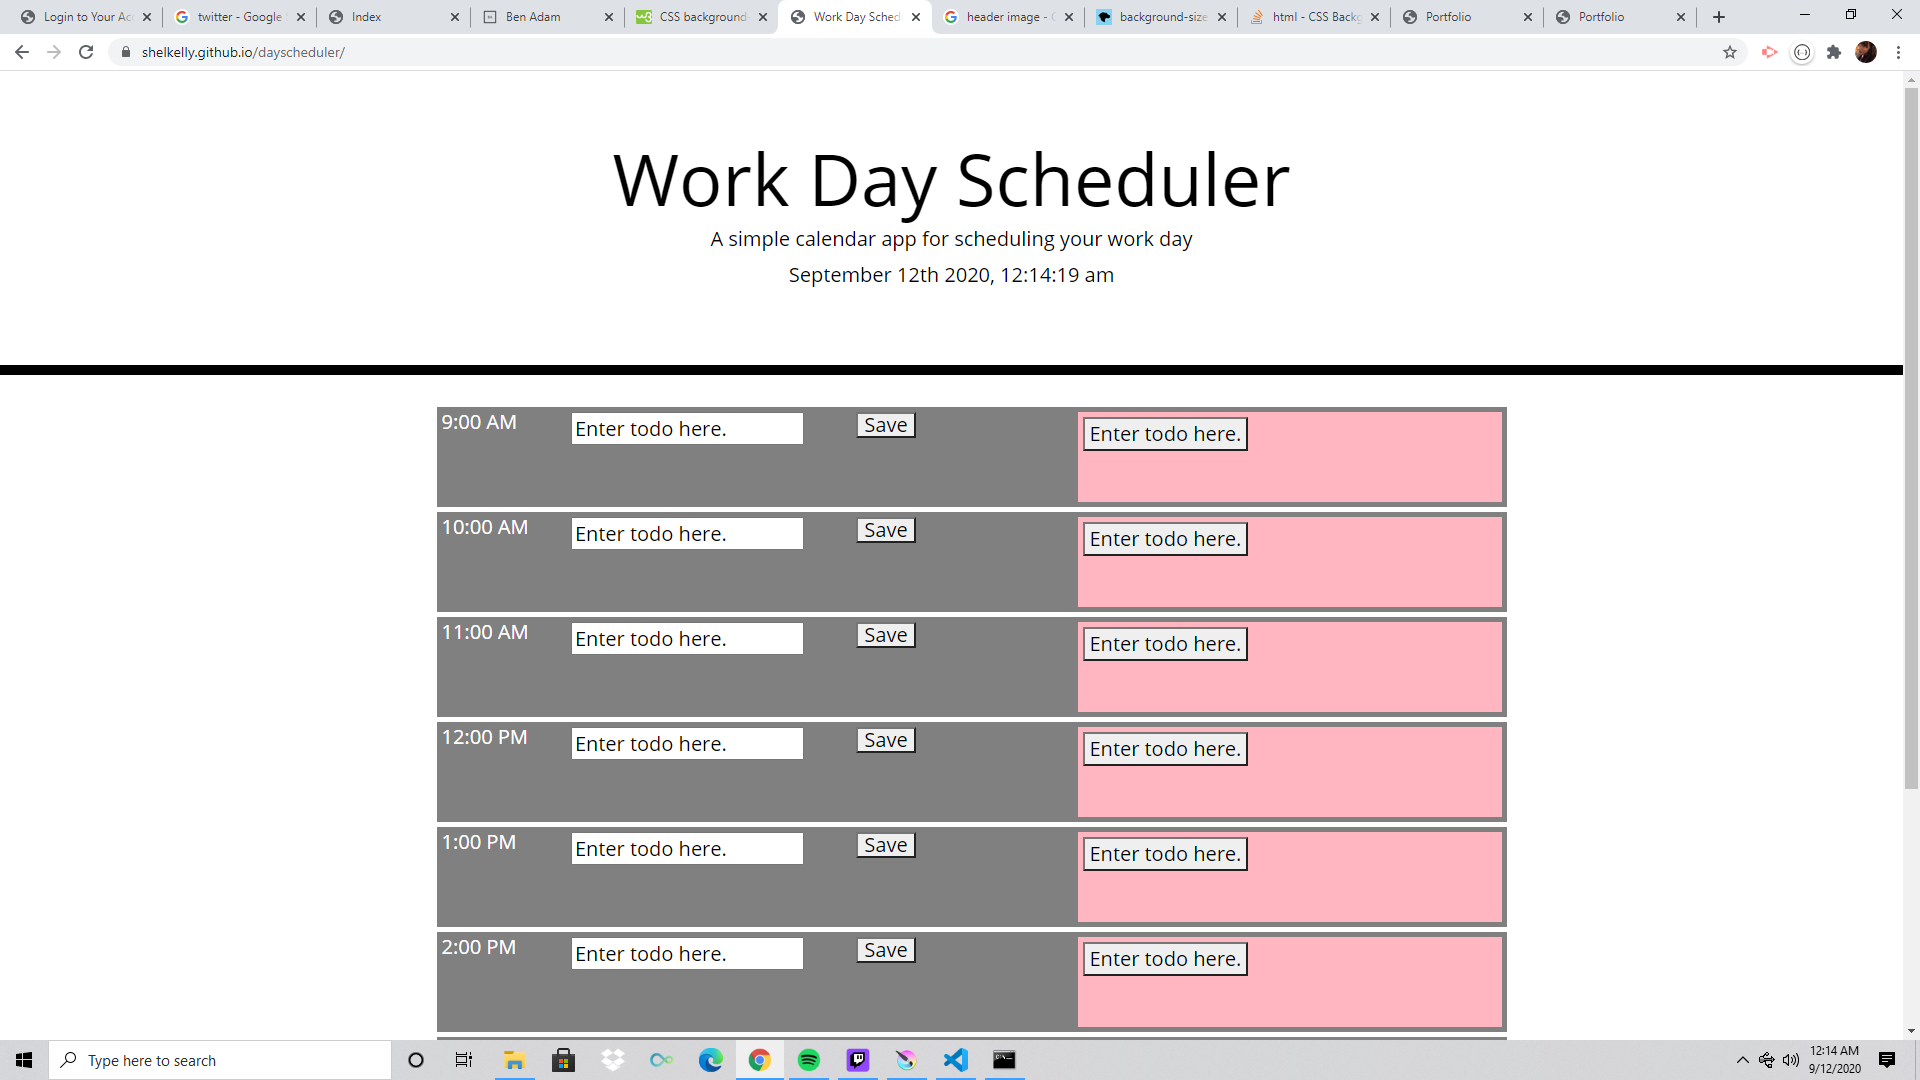 Login to Your Ac
twitter - Google
Index
Ben Adam
CSS background
Work Day Sched
header image - G
background-size
html - CSS Backg
Portfolio
Portfolio
shelkelly.github.io/dayscheduler/
Work Day Scheduler
A simple calendar app for scheduling your work day
September 12th 2020, 12:14:19 am
9:00 AM Enter todo here. Save Enter todo here.
10:00 AM Enter todo here. Save Enter todo here.
11:00 AM Enter todo here. Save Enter todo here.
12:00 PM Enter todo here. Save Enter todo here.
1:00 PM Enter todo here. Save Enter todo here.
2:00 PM Enter todo here. Save Enter todo here.
Type here to search
12:14 AM
9/12/2020